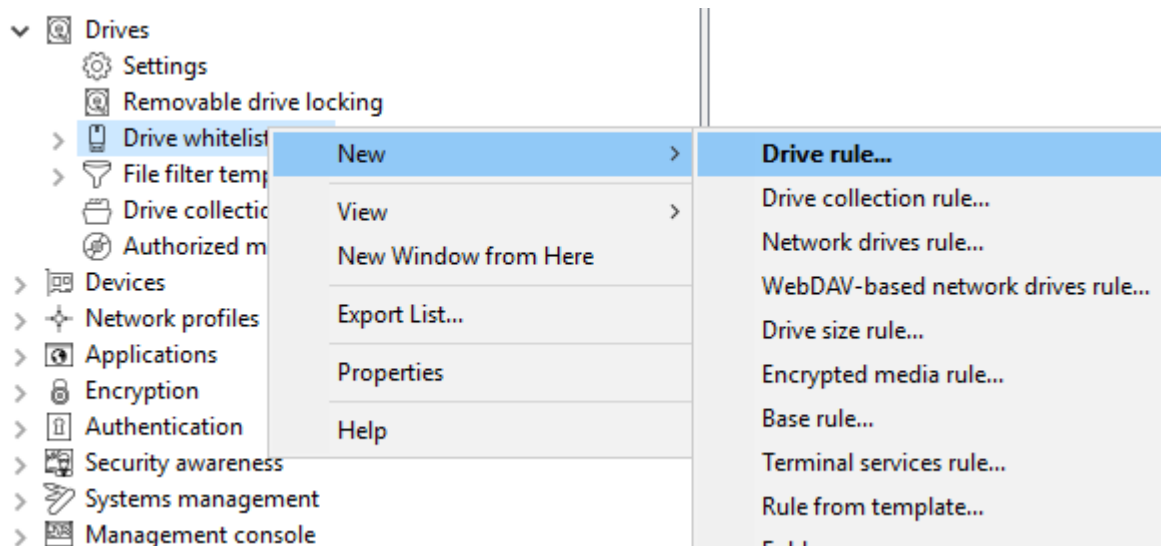 Drives
Settings
Removable drive locking
Drive whitelist
File filter
Drive
Authorized
Devices
Network profiles
Applications
Encryption
Authentication
Security awareness
Systems management
Management console
New
View
New Window from Here
Export List...
Properties
Help
Drive rule...
Drive collection rule...
Network drives rule...
WebDAV-based network drives rule...
Drive size rule...
Encrypted media rule...
Base rule...
Terminal services rule...
Rule from template...